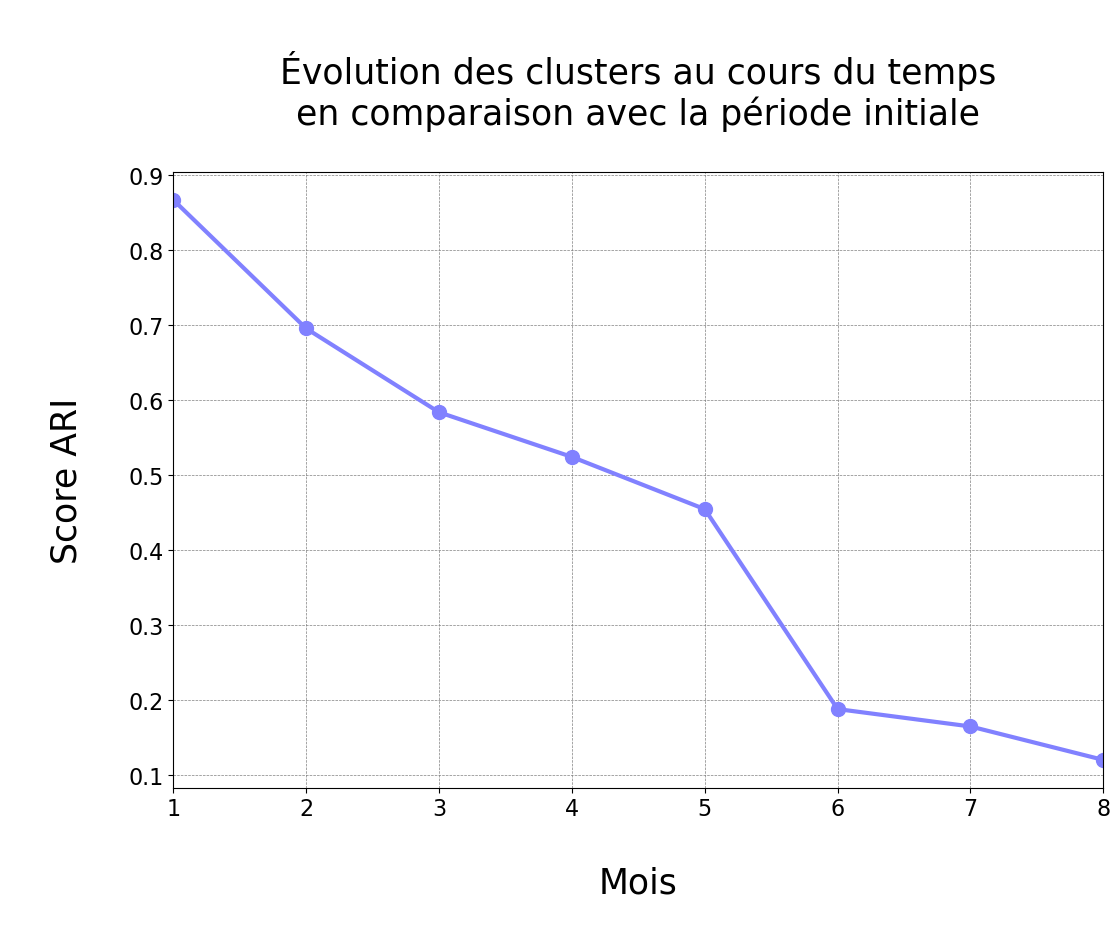 Évolution des clusters au cours du temps
en comparaison avec la période initiale
0.9
0.8
0.7
0.6
0.5
0.4
0.3
0.2
0.1
Score ARI
1 2 3 4 5 6 7 8
Mois